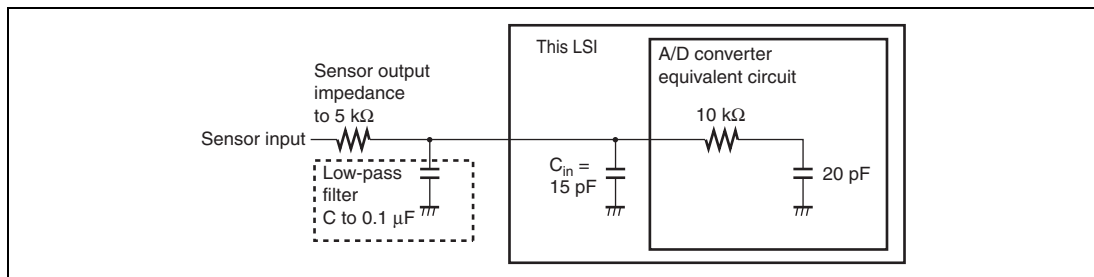 This LSI
A/D converter
equivalent circuit
Sensor output
impedance
to 5 kΩ
10 kΩ
Sensor input
Low-pass
filter
C to 0.1 μF
Cin =
15 pF
20 pF